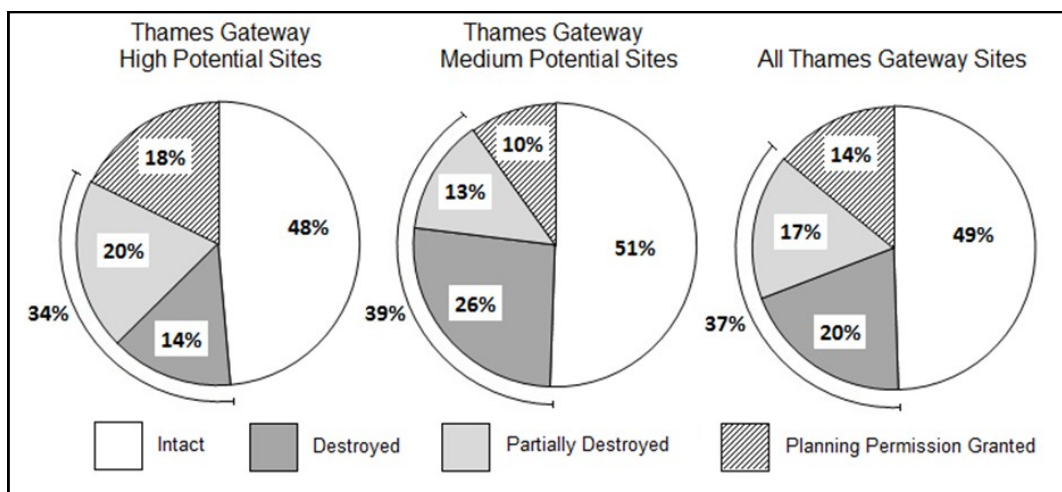 Thames Gateway
High Potential Sites
Thames Gateway
Medium Potential Sites
All Thames Gateway Sites
18%
48%
20%
14%
34%
10%
13%
51%
26%
39%
14%
17%
49%
20%
37%
Intact
Destroyed
Partially Destroyed
Planning Permission Granted